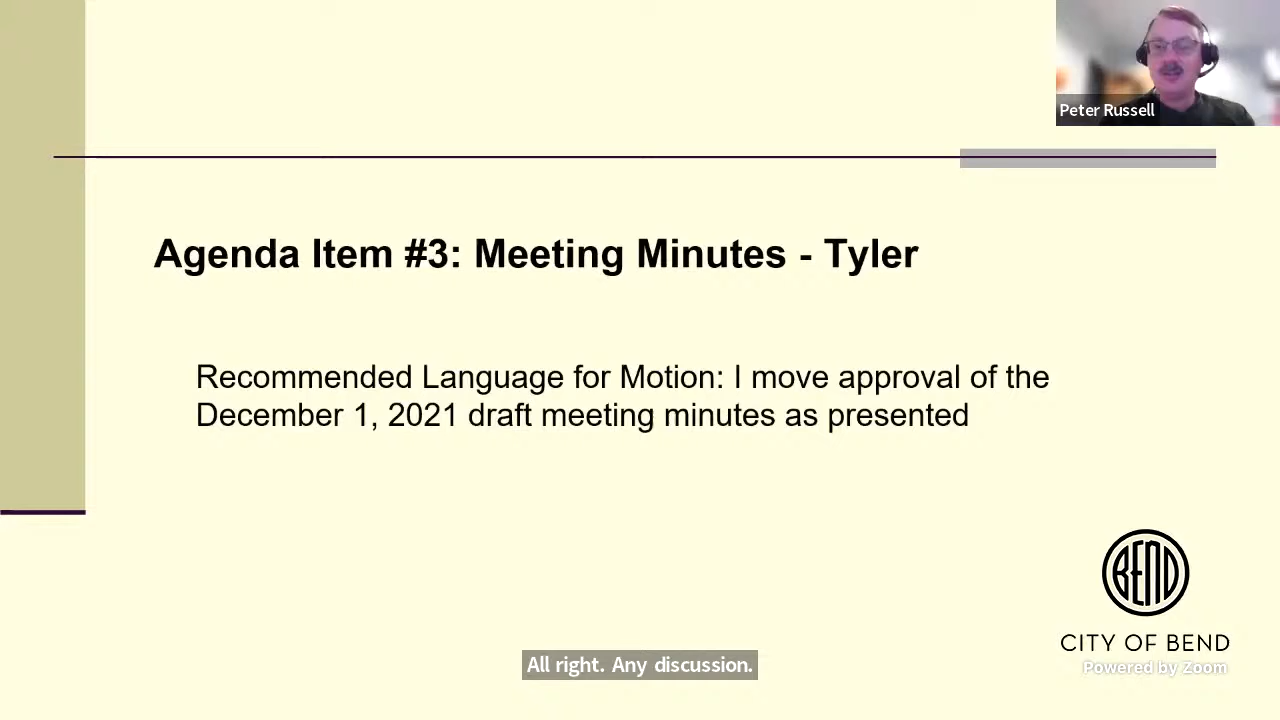 Peter Russell
Agenda Item #3: Meeting Minutes - Tyler
Recommended Language for Motion: I move approval of the
December 1, 2021 draft meeting minutes as presented
BEND
CITY OF BEND
Powered by Zoom
All right. Any discussion.